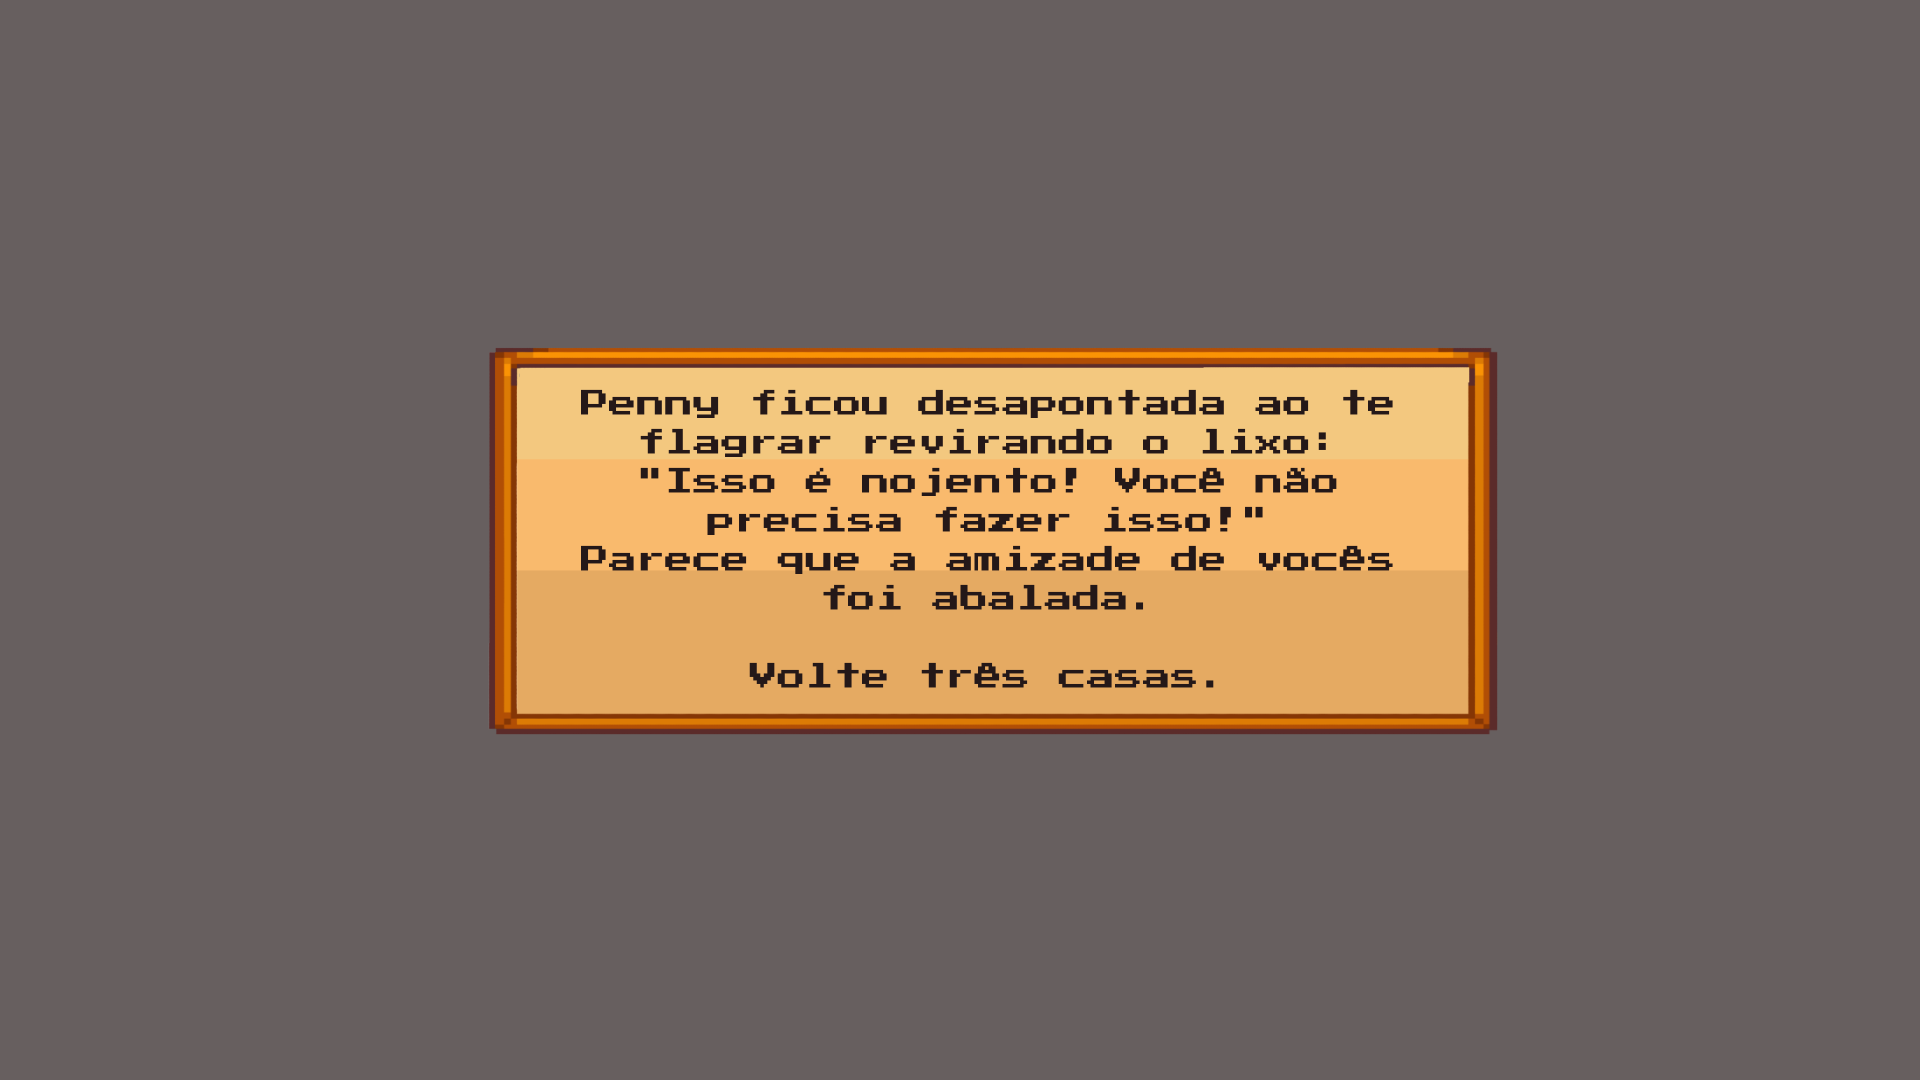 Penny ficou desapontada ao te
flagrar revirando o lixo:
"Isso é nojento! Você não
precisa fazer isso!"
Parece que a amizade de vocês
foi abalada.
Volte três casas.